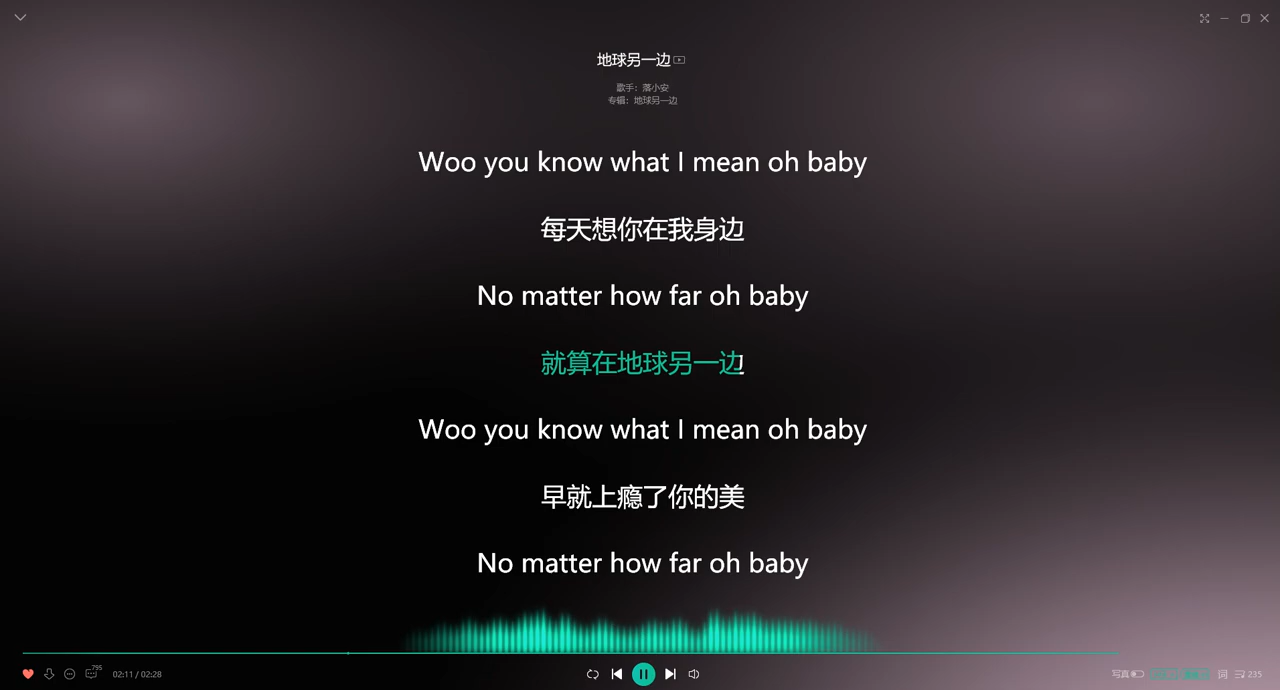 地球另一边
歌手：落小安
专辑：地球另一边
Woo you know what I mean oh baby
每天想你在我身边
No matter how far oh baby
就算在地球另一边
Woo you know what I mean oh baby
早就上瘾了你的美
No matter how far oh baby
795
02:11 / 02:28
写真
词
235